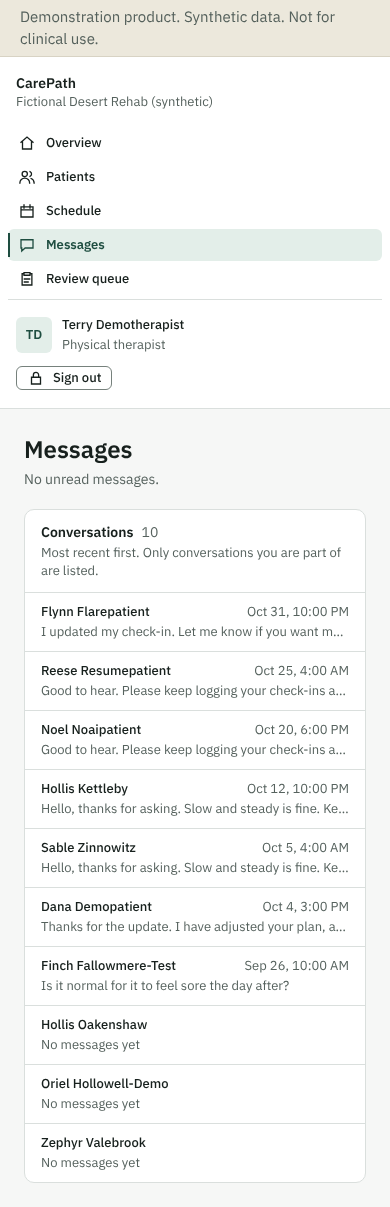 Demonstration product. Synthetic data. Not for
clinical use.
CarePath
Fictional Desert Rehab (synthetic)
Overview
Patients
Schedule
Messages
Review queue
TD
Terry Demotherapist
Physical therapist
Sign out
Messages
No unread messages.
Conversations 10
Most recent first. Only conversations you are part of
are listed.
Flynn Flarepatient Oct 31, 10:00 PM
I updated my check-in. Let me know if you want m...
Reese Resumepatient Oct 25, 4:00 AM
Good to hear. Please keep logging your check-ins a...
Noel Noaipatient Oct 20, 6:00 PM
Good to hear. Please keep logging your check-ins a...
Hollis Kettleby Oct 12, 10:00 PM
Hello, thanks for asking. Slow and steady is fine. Ke...
Sable Zinnowitz Oct 5, 4:00 AM
Hello, thanks for asking. Slow and steady is fine. Ke...
Dana Demopatient Oct 4, 3:00 PM
Thanks for the update. I have adjusted your plan, a...
Finch Fallowmere-Test Sep 26, 10:00 AM
Is it normal for it to feel sore the day after?
Hollis Oakenshaw
No messages yet
Oriel Hollowell-Demo
No messages yet
Zephyr Valebrook
No messages yet